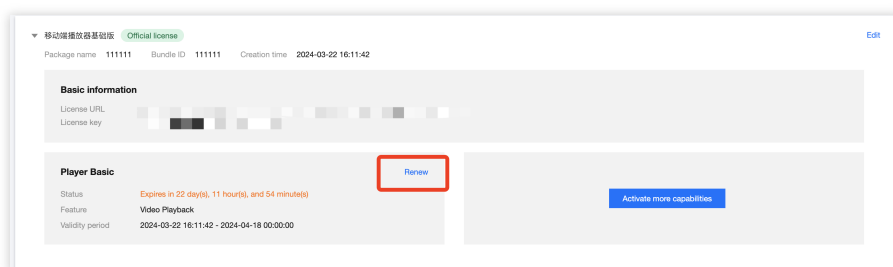 移动端播放器基础版 Official license Edit
Package name 111111 Bundle ID 111111 Creation time 2024-03-22 16:11:42
Basic information
License URL
License key
Player Basic Renew
Status Expires in 22 day(s), 11 hour(s), and 54 minute(s)
Feature Video Playback
Validity period 2024-03-22 16:11:42 - 2024-04-18 00:00:00
Activate more capabilities